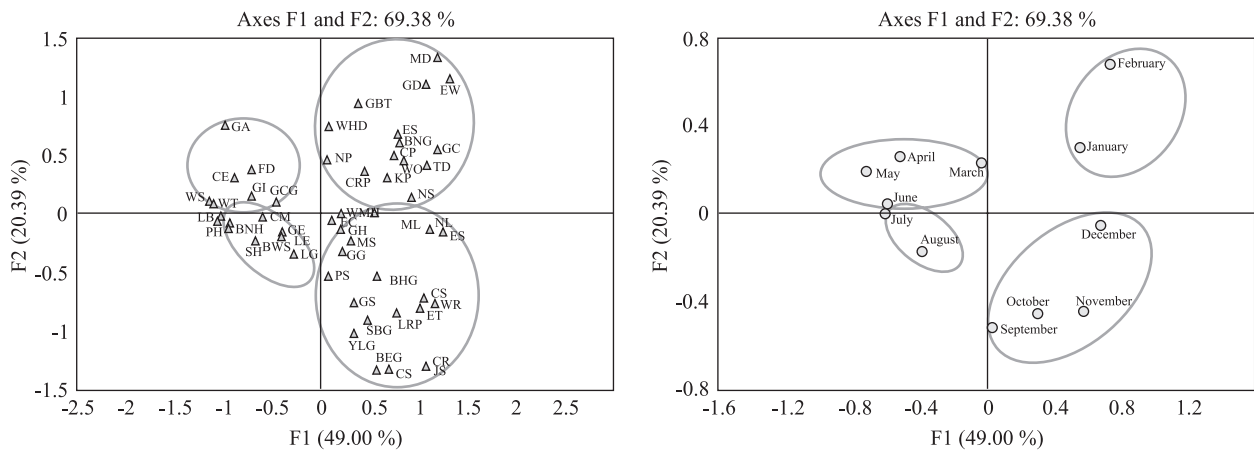 Axes F1 and F2: 69.38 %
1.5
1
0.5
0
-0.5
-1
-1.5
F2 (20.39 %)
MD
GD
EW
GBT
WHD
ES
BNG
GC
CP
NP
WO
TD
CRP
KP
NS
GA
FD
CE
GI
GCG
WS
WT
LB
PH
BNH
CM
GE
SH
BWS
LE
LG
GH
MS
GG
ML
NL
ES
PS
BHG
CS
GS
WR
ET
LRP
SBG
YLG
BEG
CS
CR
JS
-2.5
-2
-1.5
-1
-0.5
0
0.5
1
1.5
2
2.5
F1 (49.00 %)
Axes F1 and F2: 69.38 %
0.8
0.4
0
-0.4
-0.8
F2 (20.39 %)
February
January
April
March
May
June
July
August
December
October
November
September
-1.6
-1.2
-0.8
-0.4
0
0.4
0.8
1.2
F1 (49.00 %)